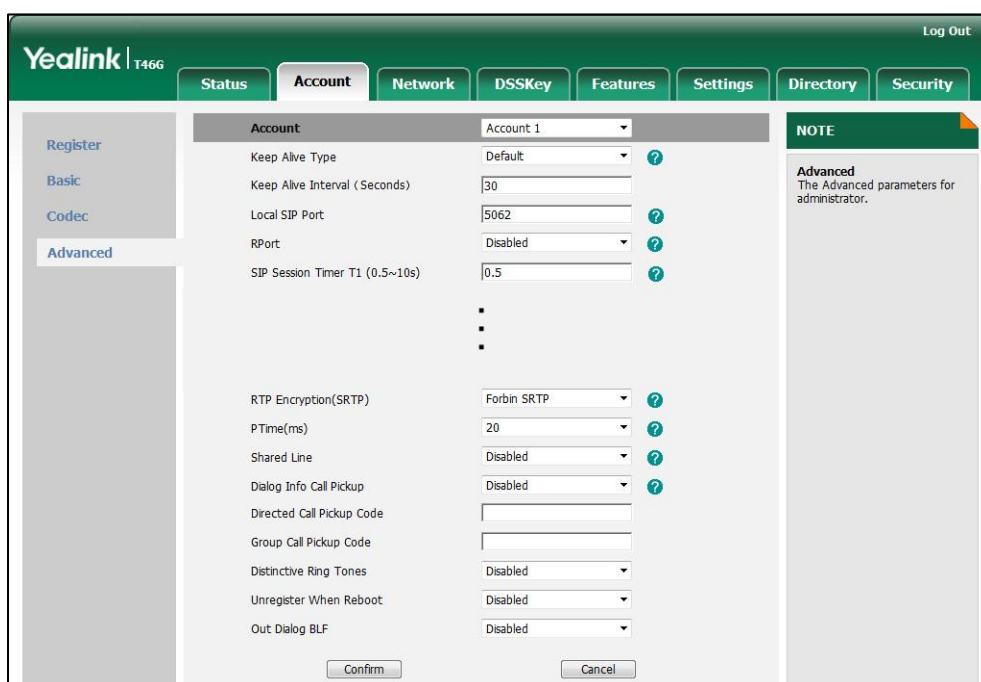 Log Out
Yealink T46G
Status Account Network DSSKey Features Settings Directory Security
Register
Basic
Codec
Advanced
Account Account 1
Keep Alive Type Default ?
Keep Alive Interval (Seconds) 30
Local SIP Port 5062 ?
RPort Disabled ?
SIP Session Timer T1 (0.5~10s) 0.5 ?
RTP Encryption(SRTP) Forbin SRTP ?
PTime(ms) 20 ?
Shared Line Disabled ?
Dialog Info Call Pickup Disabled ?
Directed Call Pickup Code
Group Call Pickup Code
Distinctive Ring Tones Disabled
Unregister When Reboot Disabled
Out Dialog BLF Disabled
Confirm Cancel
NOTE
Advanced
The Advanced parameters for
administrator.